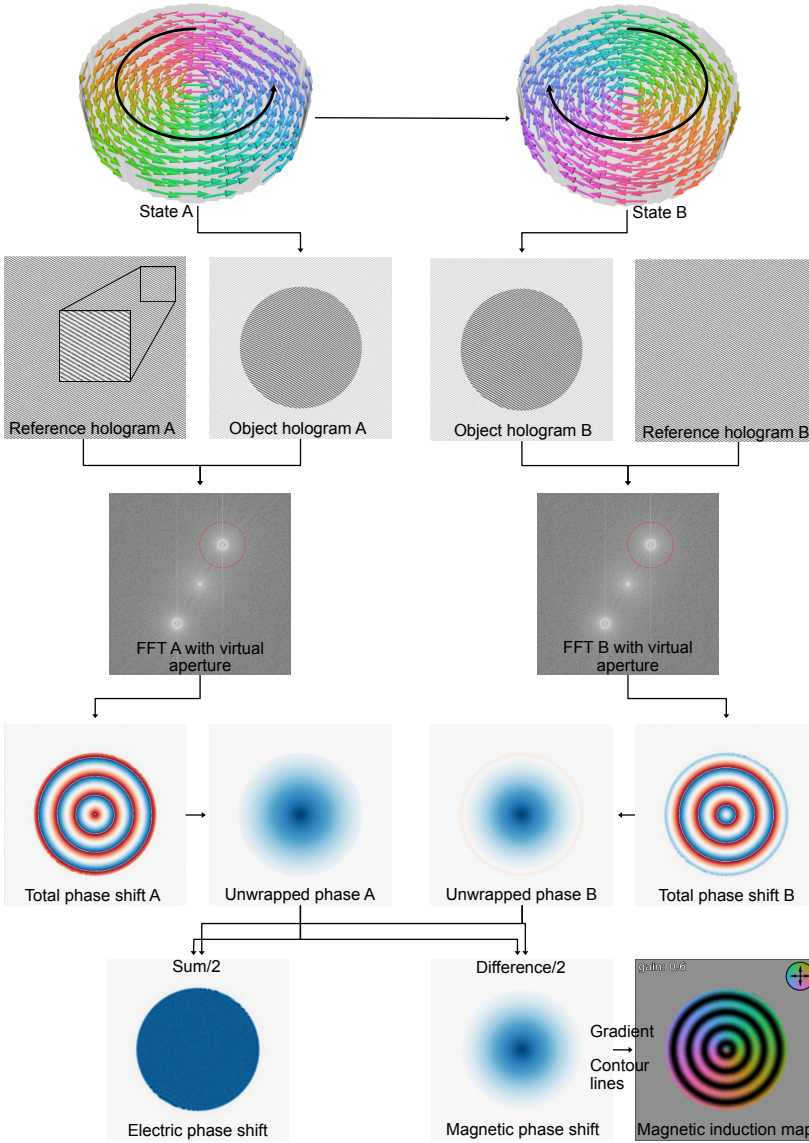 State A
State B
Reference hologram A
Object hologram A
Object hologram B
Reference hologram B
FFT A with virtual
aperture
FFT B with virtual
aperture
Total phase shift A
Unwrapped phase A
Unwrapped phase B
Total phase shift B
Sum/2
Difference/2
gain: 0.6
Gradient
Contour
lines
Electric phase shift
Magnetic phase shift
Magnetic induction map